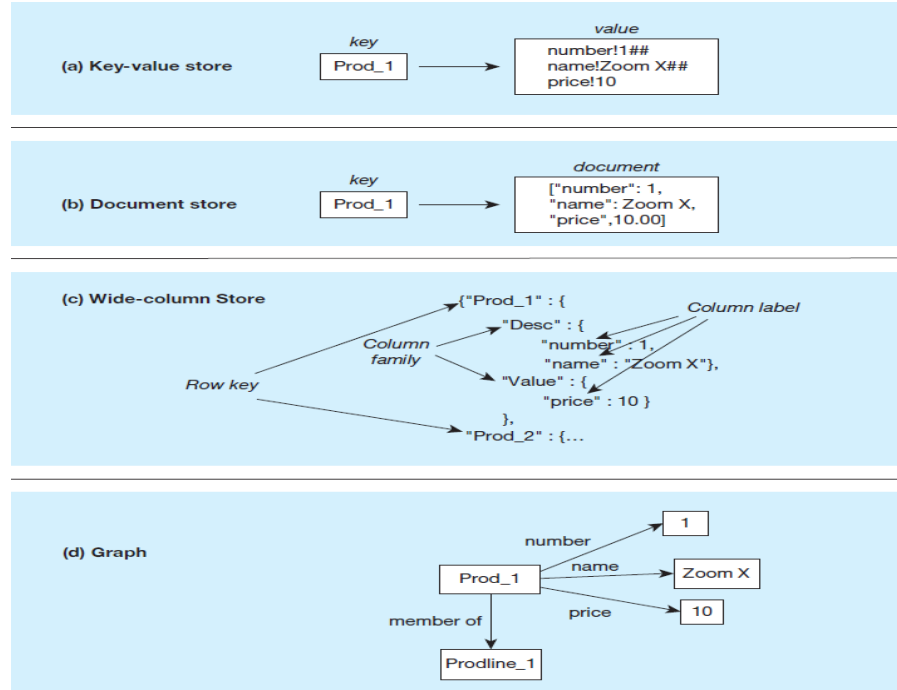 key
value
(a) Key-value store
Prod_1
number!1##
name!Zoom X##
price!10
document
key
(b) Document store
Prod_1
["number": 1,
"name": Zoom X,
"price",10.00]
(c) Wide-column Store
{"Prod_1" : {
Column label
"Desc" : {
Column
family
"number" : 1,
"name" : "Zoom X"},
Row key
"Value" : {
"price" : 10 }
},
"Prod_2" : {...
(d) Graph
number
1
name
Prod_1
Zoom X
price
10
member of
Prodline_1